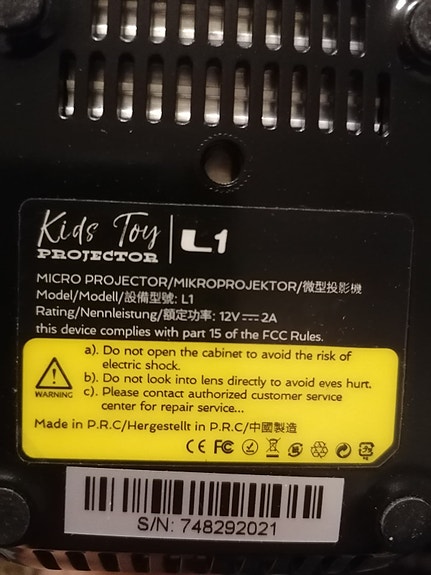 Kids Toy
PROJECTOR
L1
MICRO PROJECTOR/MIKROPROJEKTOR/微型投影機
Model/Modell/設備型號: L1
Rating/Nennleistung/額定功率: 12V⎓2A
this device complies with part 15 of the FCC Rules.
a). Do not open the cabinet to avoid the risk of
electric shock.
b). Do not look into lens directly to avoid eves hurt.
c). Please contact authorized customer service
center for repair service...
WARNING
Made in P.R.C/Hergestellt in P.R.C/中國製造
CE FC
S/N: 748292021